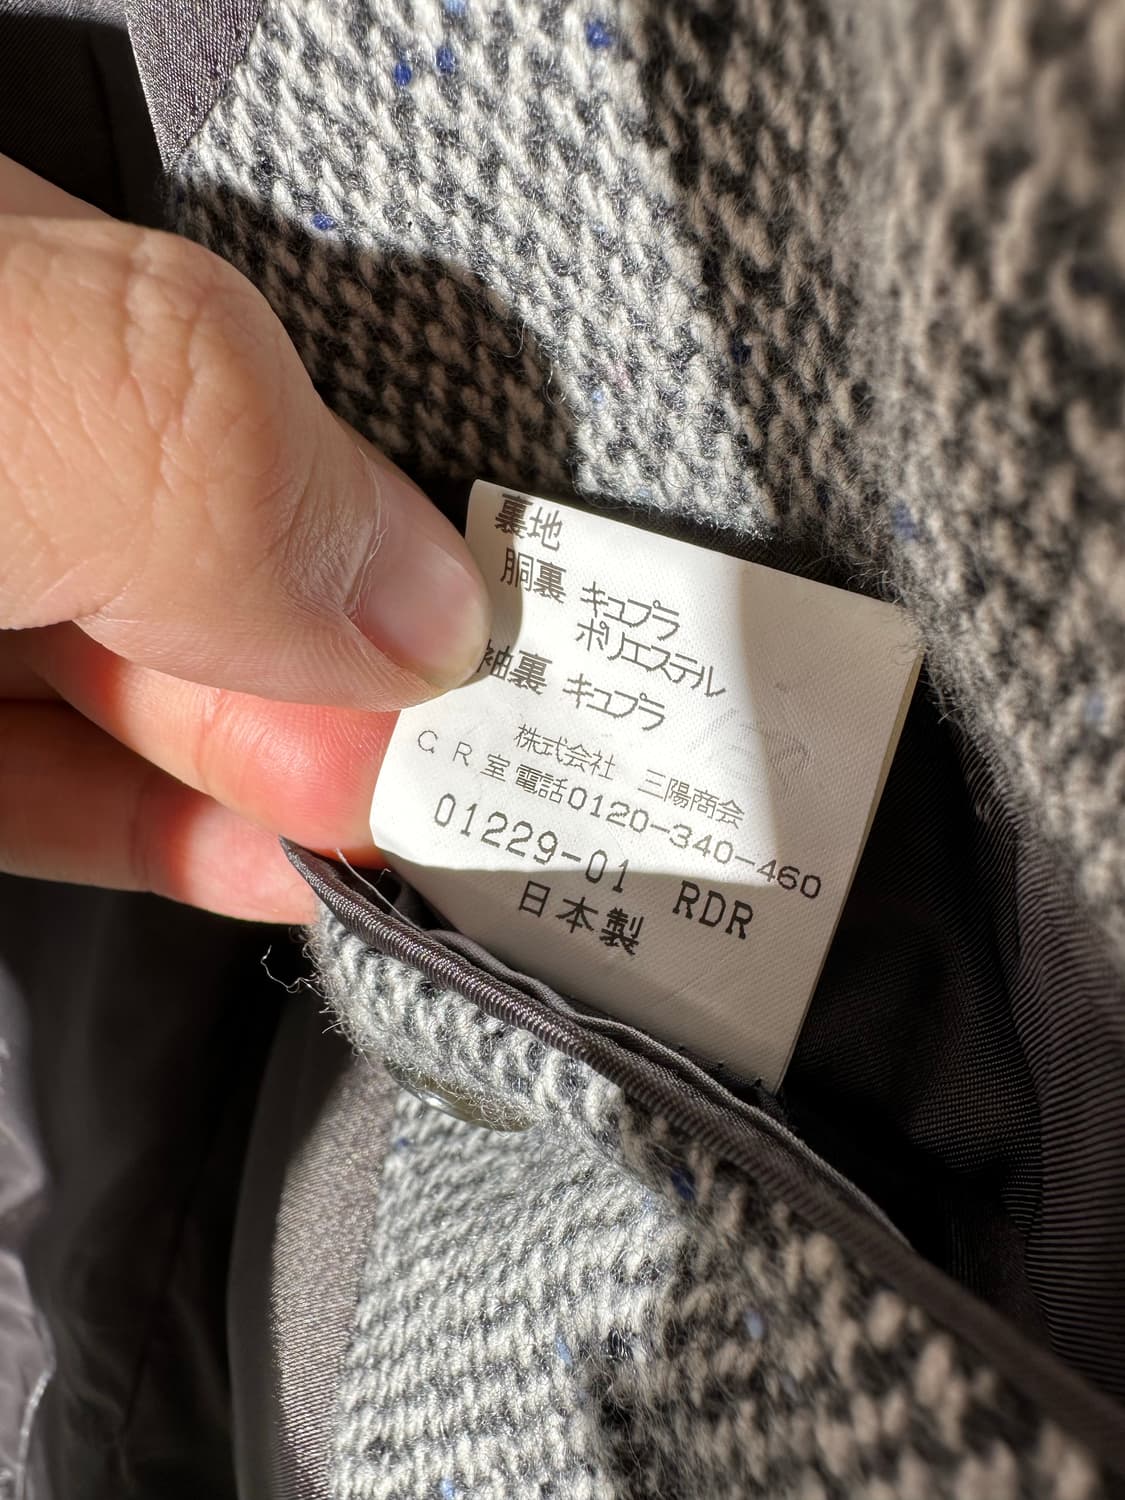 裏地
胴裏 キュプラ
ポリエステル
袖裏 キュプラ
株式会社 三陽商会
C R 室 電話0120-340-460
01229-01 RDR
日本製